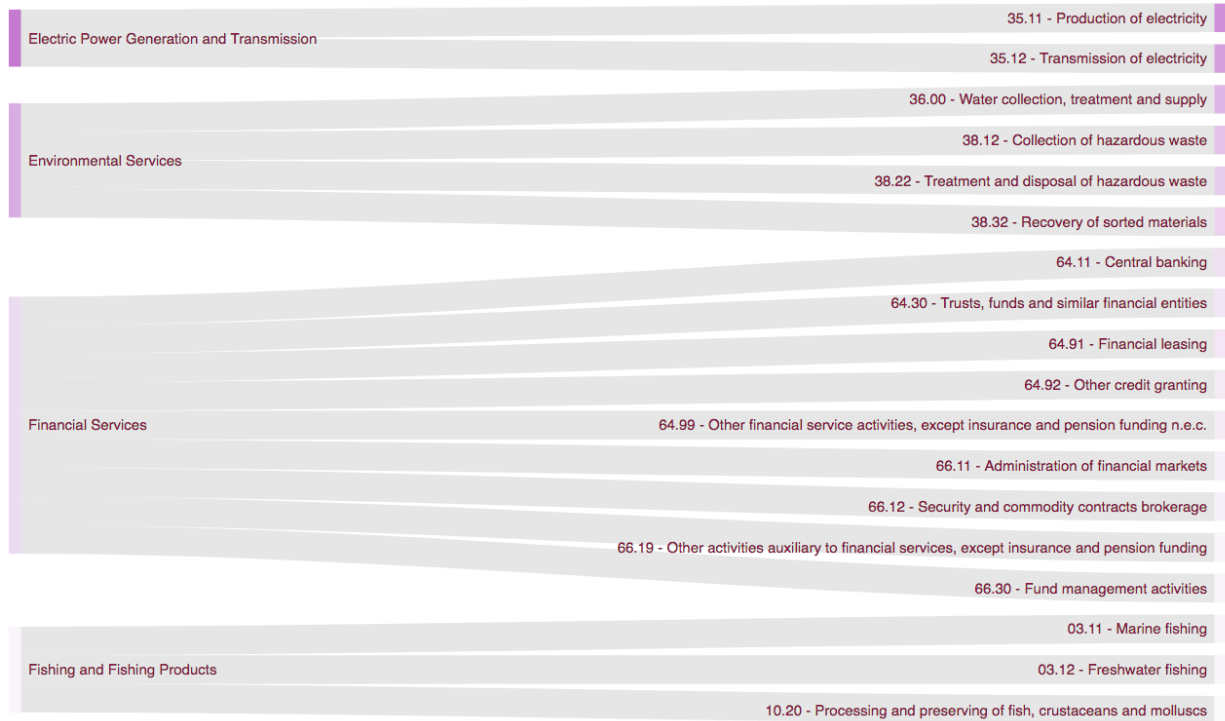 Electric Power Generation and Transmission
35.11 - Production of electricity
35.12 - Transmission of electricity
Environmental Services
36.00 - Water collection, treatment and supply
38.12 - Collection of hazardous waste
38.22 - Treatment and disposal of hazardous waste
38.32 - Recovery of sorted materials
Financial Services
64.11 - Central banking
64.30 - Trusts, funds and similar financial entities
64.91 - Financial leasing
64.92 - Other credit granting
64.99 - Other financial service activities, except insurance and pension funding n.e.c.
66.11 - Administration of financial markets
66.12 - Security and commodity contracts brokerage
66.19 - Other activities auxiliary to financial services, except insurance and pension funding
66.30 - Fund management activities
Fishing and Fishing Products
03.11 - Marine fishing
03.12 - Freshwater fishing
10.20 - Processing and preserving of fish, crustaceans and molluscs